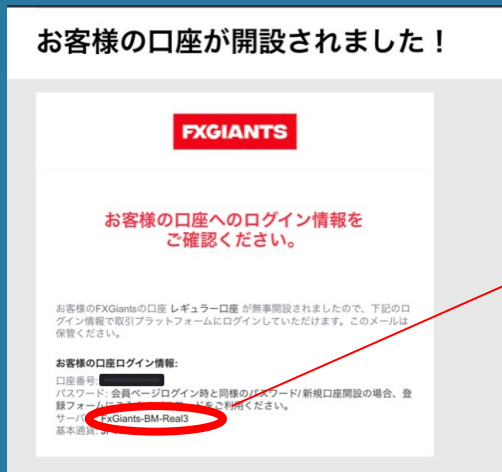 お客様の口座が開設されました！
FXGIANTS
お客様の口座へのログイン情報を
ご確認ください。
お客様のFXGiantsの口座 レギュラー口座 が無事開設されましたので、下記のロ
グイン情報で取引プラットフォームにログインしていただけます。このメールは
保管ください。
お客様の口座ログイン情報:
口座番号:
パスワード: 会員ページログイン時と同様のパスワード/ 新規口座開設の場合、登
録フォーム をご利用ください。
サーバ FxGiants-BM-Real3
基本通貨: